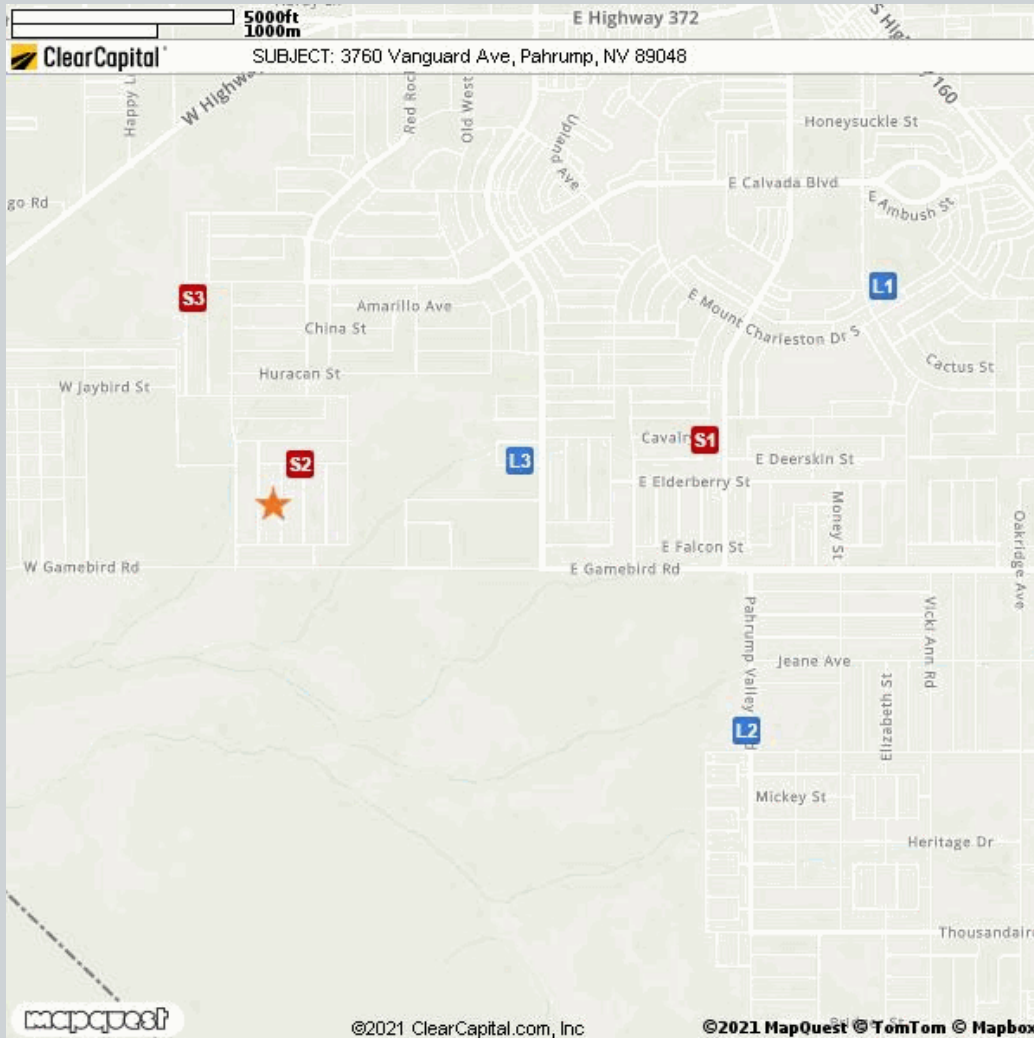 5000ft
1000m
E Highway 372
ClearCapital
SUBJECT: 3760 Vanguard Ave, Pahrump, NV 89048
160
Happy
W
Red Rock
Old West
Upland Ave
Honeysuckle St
E Calvada Blvd
E Ambush St
go Rd
S3
L1
Amarillo Ave
China St
E Mount Charleston Dr S
Cactus St
Huracan St
W Jaybird St
S2
L3
S1
E Deerskin St
E Elderberry St
Money St
E Falcon St
Oakridge Ave
W Gamebird Rd
E Gamebird Rd
Pahrump Valley
Vicki Ann Rd
Jeane Ave
Elizabeth St
L2
Mickey St
Heritage Dr
Thousandaire
mapquest
©2021 ClearCapital.com, Inc
©2021 MapQuest © TomTom © Mapbox